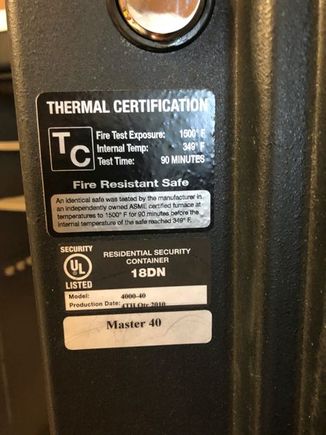 THERMAL CERTIFICATION
TC
Fire Test Exposure: 1500° F
Internal Temp: 349° F
Test Time: 90 MINUTES
Fire Resistant Safe
An identical safe was tested by the manufacturer in
an independently owned ASME certified furnace at
temperatures to 1500° F for 90 minutes before the
internal temperature of the safe reached 349° F.
SECURITY
UL
LISTED
RESIDENTIAL SECURITY
CONTAINER
18DN
Model: 4000-40
Production Date: 4TH Qtr 2010
Master 40